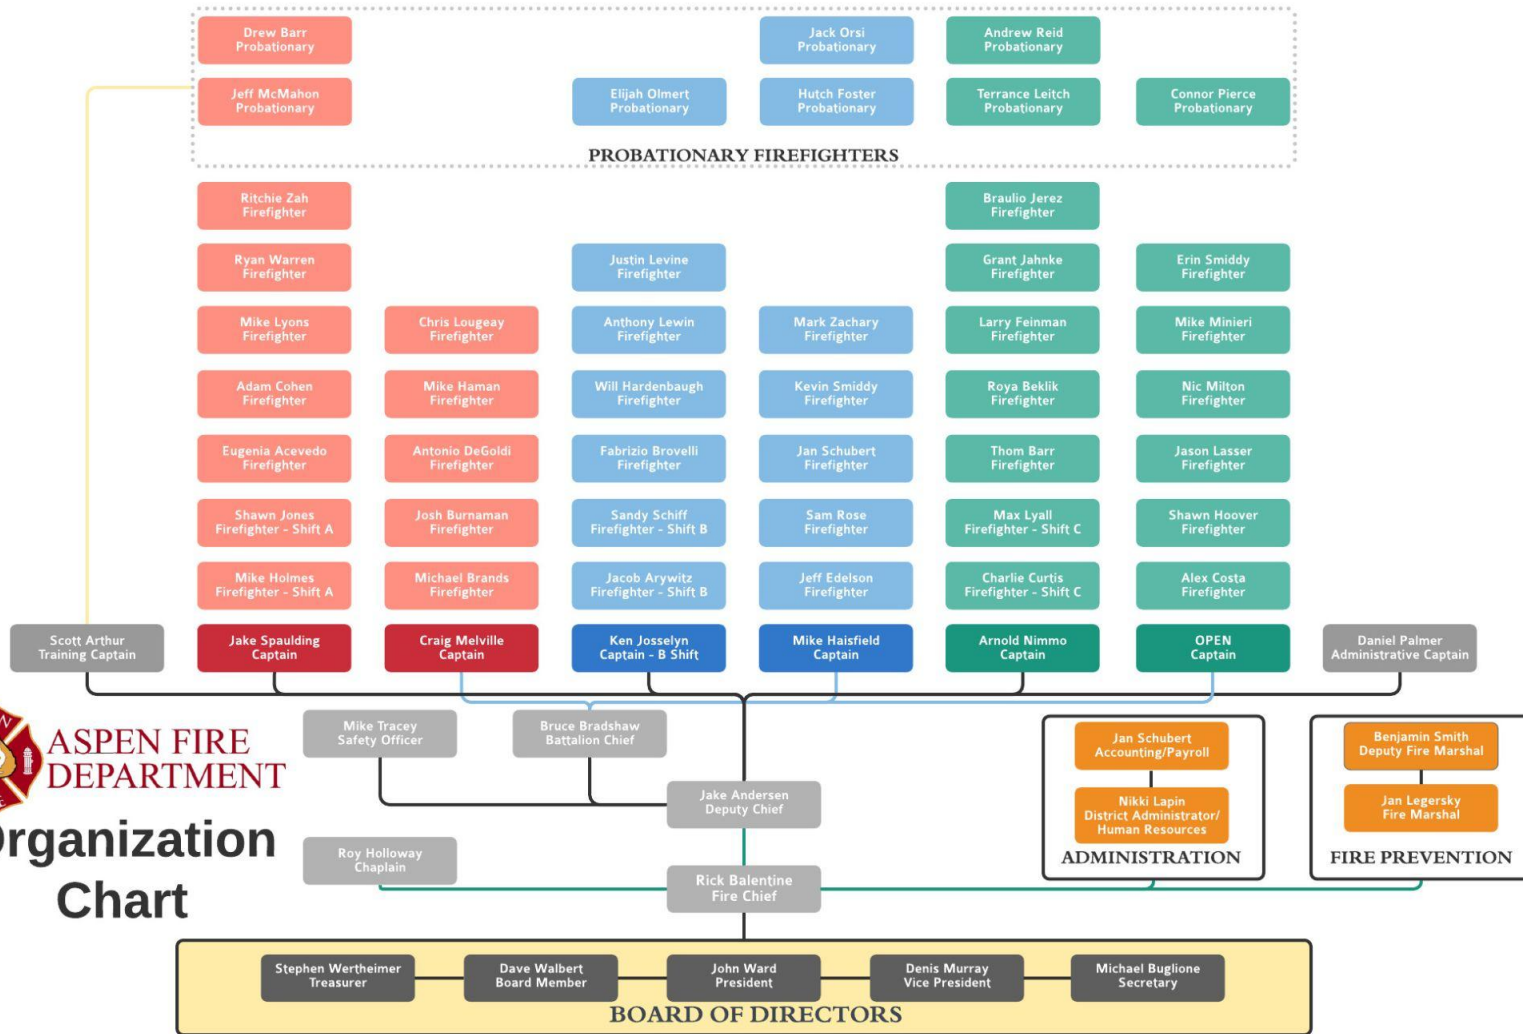 Drew Barr
Probationary
Jack Orsi
Probationary
Andrew Reid
Probationary
Jeff McMahon
Probationary
Elijah Olmert
Probationary
Hutch Foster
Probationary
Terrance Leitch
Probationary
Connor Pierce
Probationary
PROBATIONARY FIREFIGHTERS
Ritchie Zah
Firefighter
Braulio Jerez
Firefighter
Ryan Warren
Firefighter
Justin Levine
Firefighter
Grant Jahnke
Firefighter
Erin Smiddy
Firefighter
Mike Lyons
Firefighter
Chris Lougeay
Firefighter
Anthony Lewin
Firefighter
Mark Zachary
Firefighter
Larry Feinman
Firefighter
Mike Minieri
Firefighter
Adam Cohen
Firefighter
Mike Haman
Firefighter
Will Hardenbaugh
Firefighter
Kevin Smiddy
Firefighter
Roya Beklik
Firefighter
Nic Milton
Firefighter
Eugenia Acevedo
Firefighter
Antonio DeGoldi
Firefighter
Fabrizio Brovelli
Firefighter
Jan Schubert
Firefighter
Thom Barr
Firefighter
Jason Lasser
Firefighter
Shawn Jones
Firefighter - Shift A
Josh Burnaman
Firefighter
Sandy Schiff
Firefighter - Shift B
Sam Rose
Firefighter
Max Lyall
Firefighter - Shift C
Shawn Hoover
Firefighter
Mike Holmes
Firefighter - Shift A
Michael Brands
Firefighter
Jacob Arywitz
Firefighter - Shift B
Jeff Edelson
Firefighter
Charlie Curtis
Firefighter - Shift C
Alex Costa
Firefighter
Scott Arthur
Training Captain
Jake Spaulding
Captain
Craig Melville
Captain
Ken Josselyn
Captain - B Shift
Mike Haisfield
Captain
Arnold Nimmo
Captain
OPEN
Captain
Daniel Palmer
Administrative Captain
ASPEN FIRE
DEPARTMENT
Organization
Chart
Mike Tracey
Safety Officer
Bruce Bradshaw
Battalion Chief
Jake Andersen
Deputy Chief
Roy Holloway
Chaplain
Rick Balentine
Fire Chief
Jan Schubert
Accounting/Payroll
Nikki Lapin
District Administrator/
Human Resources
ADMINISTRATION
Benjamin Smith
Deputy Fire Marshal
Jan Legersky
Fire Marshal
FIRE PREVENTION
Stephen Wertheimer
Treasurer
Dave Walbert
Board Member
John Ward
President
Denis Murray
Vice President
Michael Buglione
Secretary
BOARD OF DIRECTORS